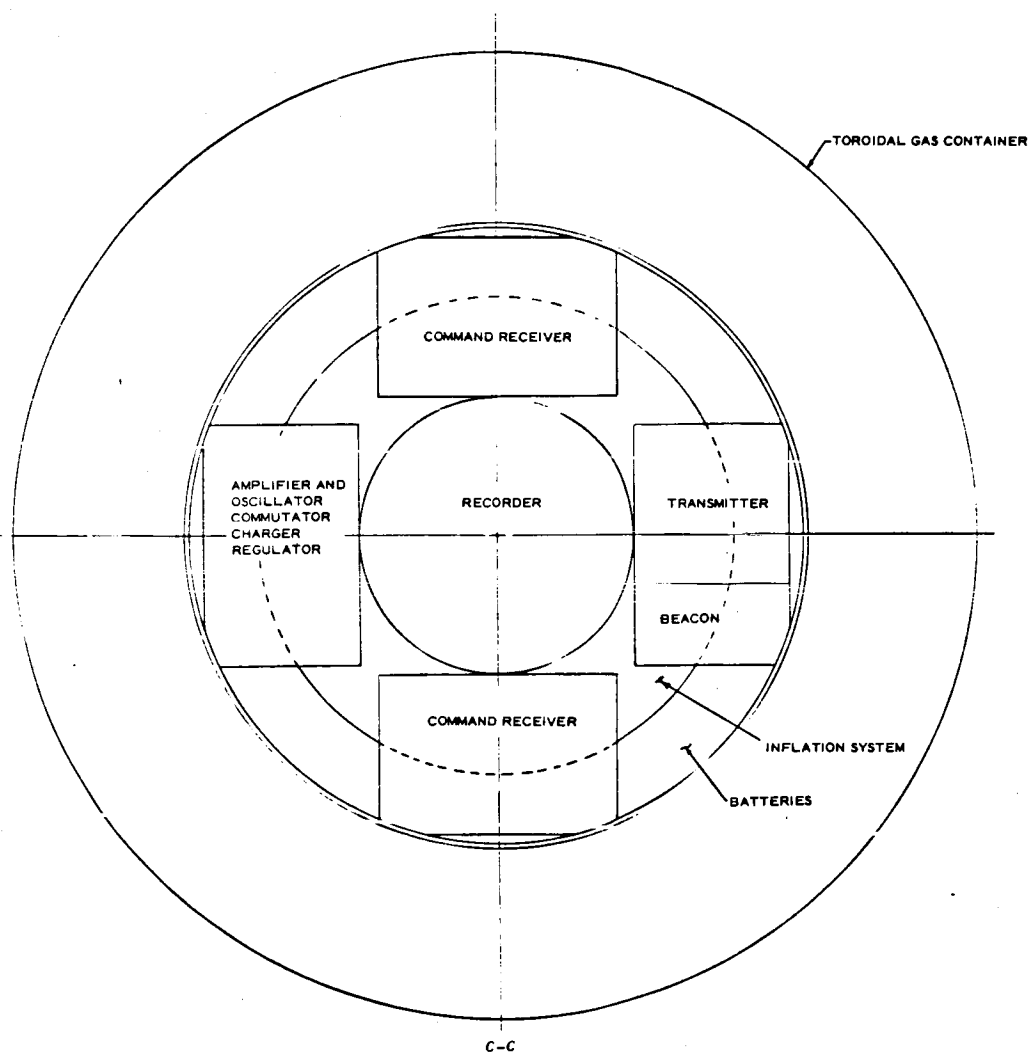 TOROIDAL GAS CONTAINER
COMMAND RECEIVER
AMPLIFIER AND
OSCILLATOR
COMMUTATOR
CHARGER
REGULATOR
RECORDER
TRANSMITTER
BEACON
COMMAND RECEIVER
INFLATION SYSTEM
BATTERIES
C-C